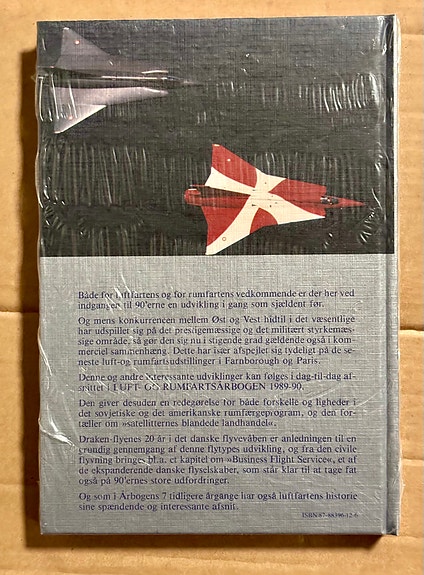 Både for luftfartens og for rumfartens vedkommende er der her ved
indgangen til 90'erne en udvikling i gang som sjældent før.
Og mens konkurrencen mellem Øst og Vest hidtil i det væsentlige
har udspillet sig på det prestigemæssige og det militært styrkemæs-
sige område, så gør den sig nu i stigende grad gældende også i kom-
merciel sammenhæng. Dette har især afspejlet sig tydeligt på de se-
neste luft- og rumfartsudstillinger i Farnborough og Paris.
Denne og andre interessante udviklinger kan følges i dag-til-dag af-
snittet i LUFT- OG RUMFARTSÅRBOGEN 1989-90.
Den giver desuden en redegørelse for både forskelle og ligheder i
det sovjetiske og det amerikanske rumfærgeprogram, og den for-
tæller om »satellitternes blandede landhandel«.
Draken-flyenes 20 år i det danske flyvevåben er anledningen til en
grundig gennemgang af denne flytypes udvikling, og fra den civile
flyvning bringes bl.a. et kapitel om »Business Flight Service«, et af
de ekspanderende danske flyselskaber, som står klar til at tage fat
også på 90'ernes store udfordringer.
Og som i Årbogens 7 tidligere årgange har også luftfartens historie
sine spændende og interessante afsnit.
ISBN 87-88396-12-6